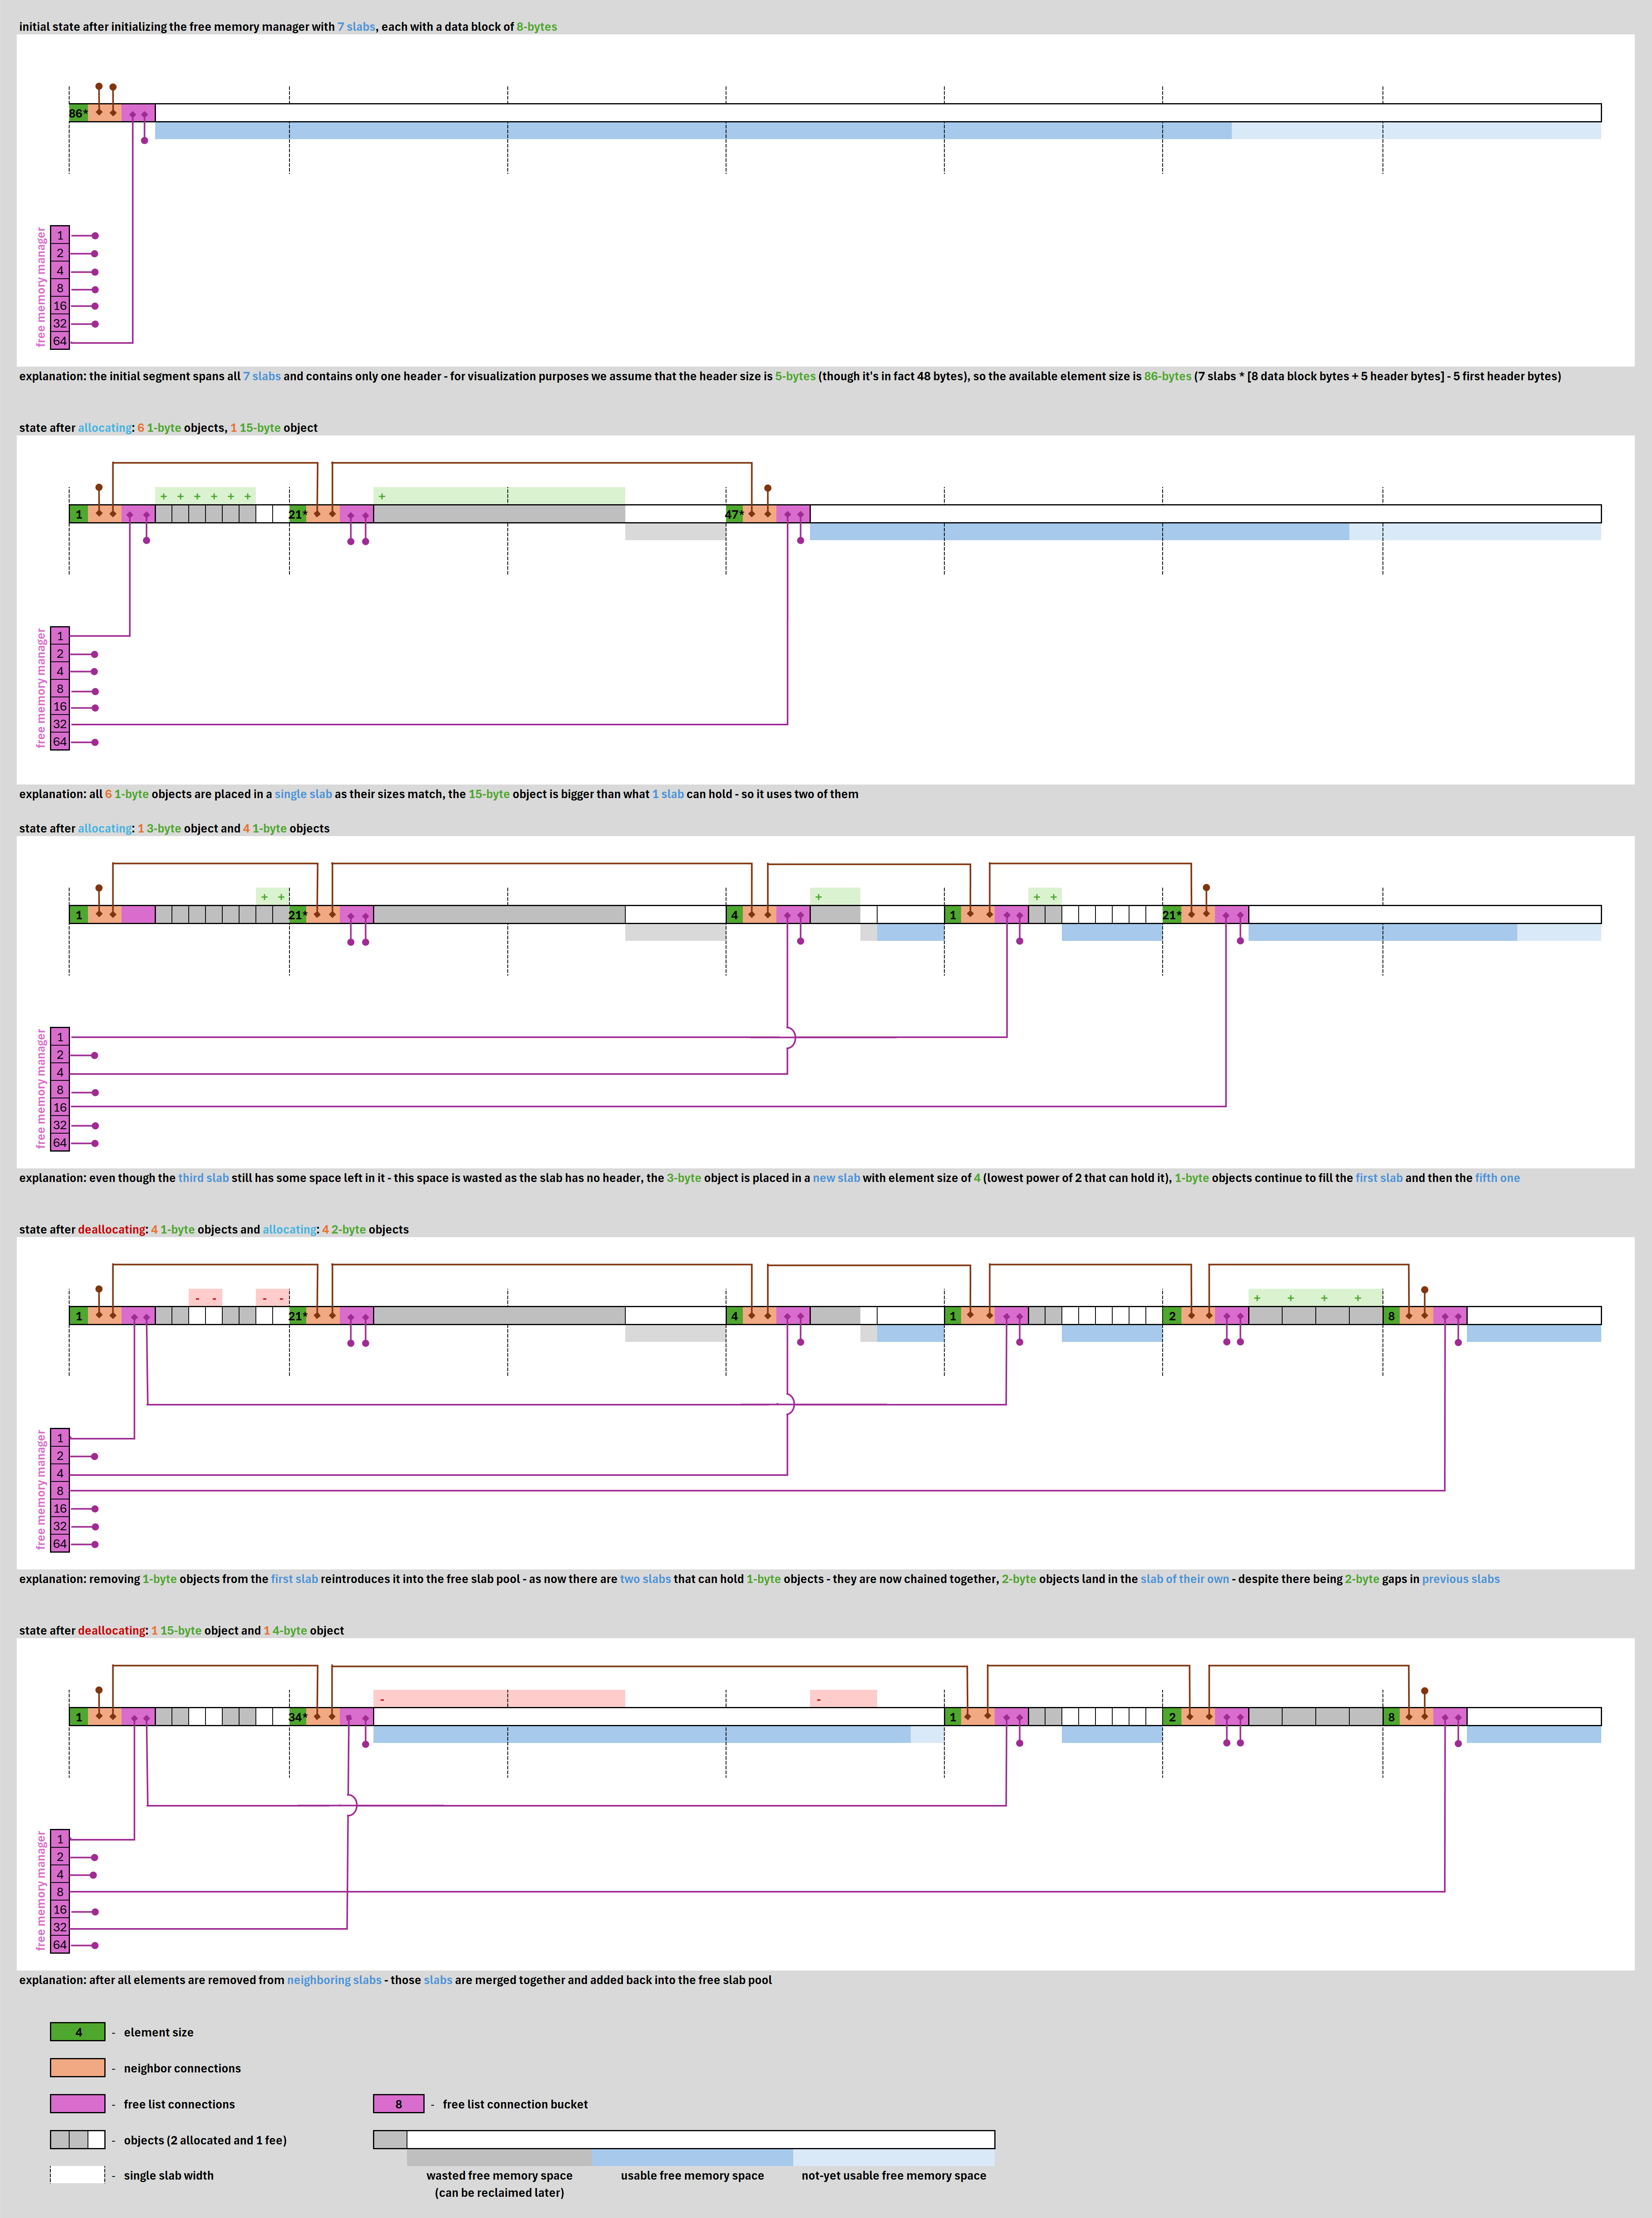 initial state after initializing the free memory manager with 7 slabs, each with a data block of 8-bytes
86*
free memory manager
1
2
4
8
16
32
64
explanation: the initial segment spans all 7 slabs and contains only one header - for visualization purposes we assume that the header size is 5-bytes (though it's in fact 48 bytes), so the available element size is 86-bytes (7 slabs * [8 data block bytes + 5 header bytes] - 5 first header bytes)
state after allocating: 6 1-byte objects, 1 15-byte object
+ + + + + + +
1 21* 47*
free memory manager
1
2
4
8
16
32
64
explanation: all 6 1-byte objects are placed in a single slab as their sizes match, the 15-byte object is bigger than what 1 slab can hold - so it uses two of them
state after allocating: 1 3-byte object and 4 1-byte objects
+ + + + +
1 21* 4 1 21*
free memory manager
1
2
4
8
16
32
64
explanation: even though the third slab still has some space left in it - this space is wasted as the slab has no header, the 3-byte object is placed in a new slab with element size of 4 (lowest power of 2 that can hold it), 1-byte objects continue to fill the first slab and then the fifth one
state after deallocating: 4 1-byte objects and allocating: 4 2-byte objects
- - - - + + + +
1 21* 4 1 2 8
free memory manager
1
2
4
8
16
32
64
explanation: removing 1-byte objects from the first slab reintroduces it into the free slab pool - as now there are two slabs that can hold 1-byte objects - they are now chained together, 2-byte objects land in the slab of their own - despite there being 2-byte gaps in previous slabs
state after deallocating: 1 15-byte object and 1 4-byte object
- -
1 34* 1 2 8
free memory manager
1
2
4
8
16
32
64
explanation: after all elements are removed from neighboring slabs - those slabs are merged together and added back into the free slab pool
4 - element size
- neighbor connections
- free list connections
8 - free list connection bucket
- objects (2 allocated and 1 fee)
- single slab width
wasted free memory space
(can be reclaimed later)
usable free memory space
not-yet usable free memory space